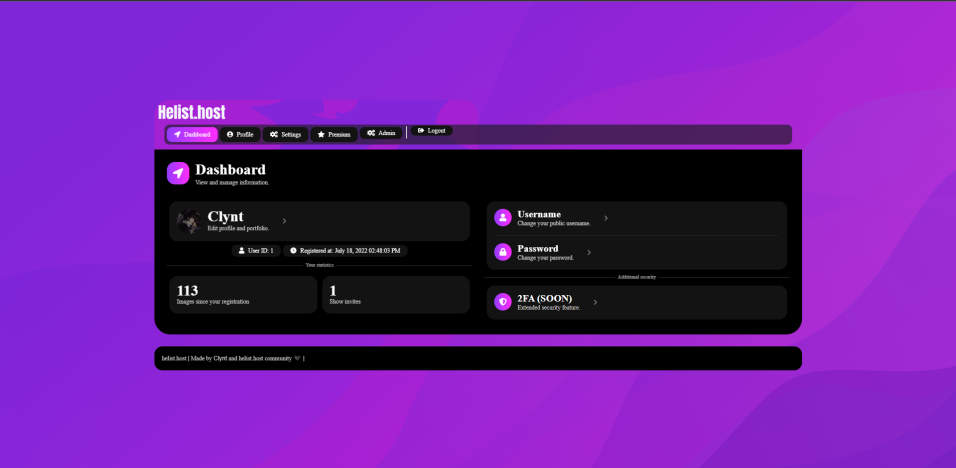 Helist.host
Dashboard Profile Settings Premium Admin Logout
Dashboard
View and manage information.
Clynt
Edit profile and portfolio.
User ID: 1 Registered at: July 18, 2022 02:48:03 PM
Your statistics
113
Images since your registration
1
Show invites
Username
Change your public username.
Password
Change your password.
Additional security
2FA (SOON)
Extended security feature.
helist.host | Made by Clynt and helist.host community 🖤 |